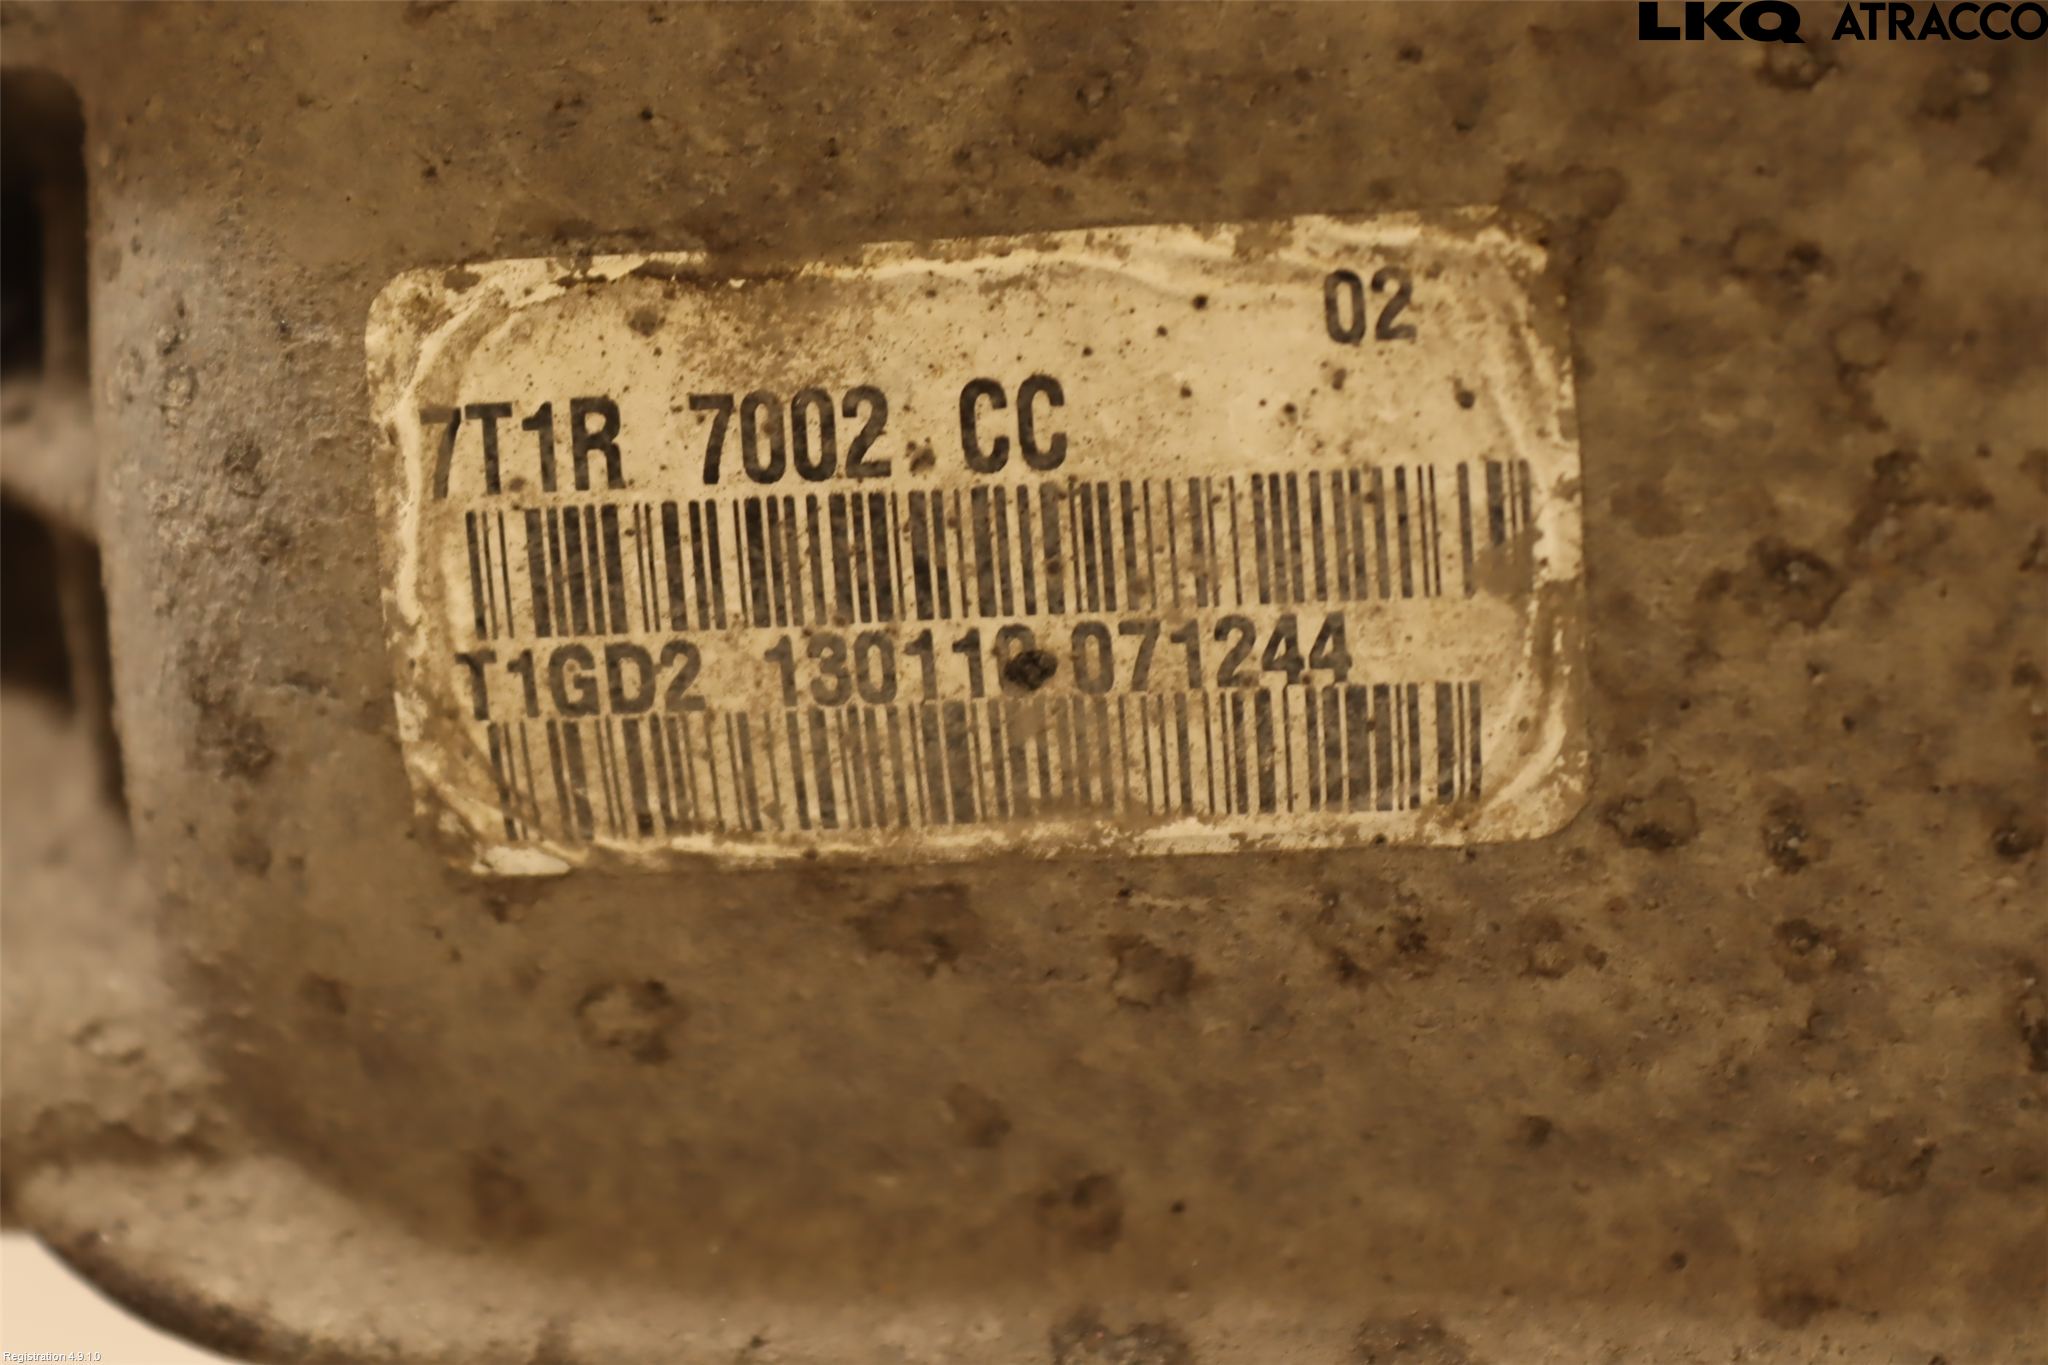 LKQ ATRACCO
02
7T1R 7002 CC
T1GD2 071244
Registration 4.9.1.0